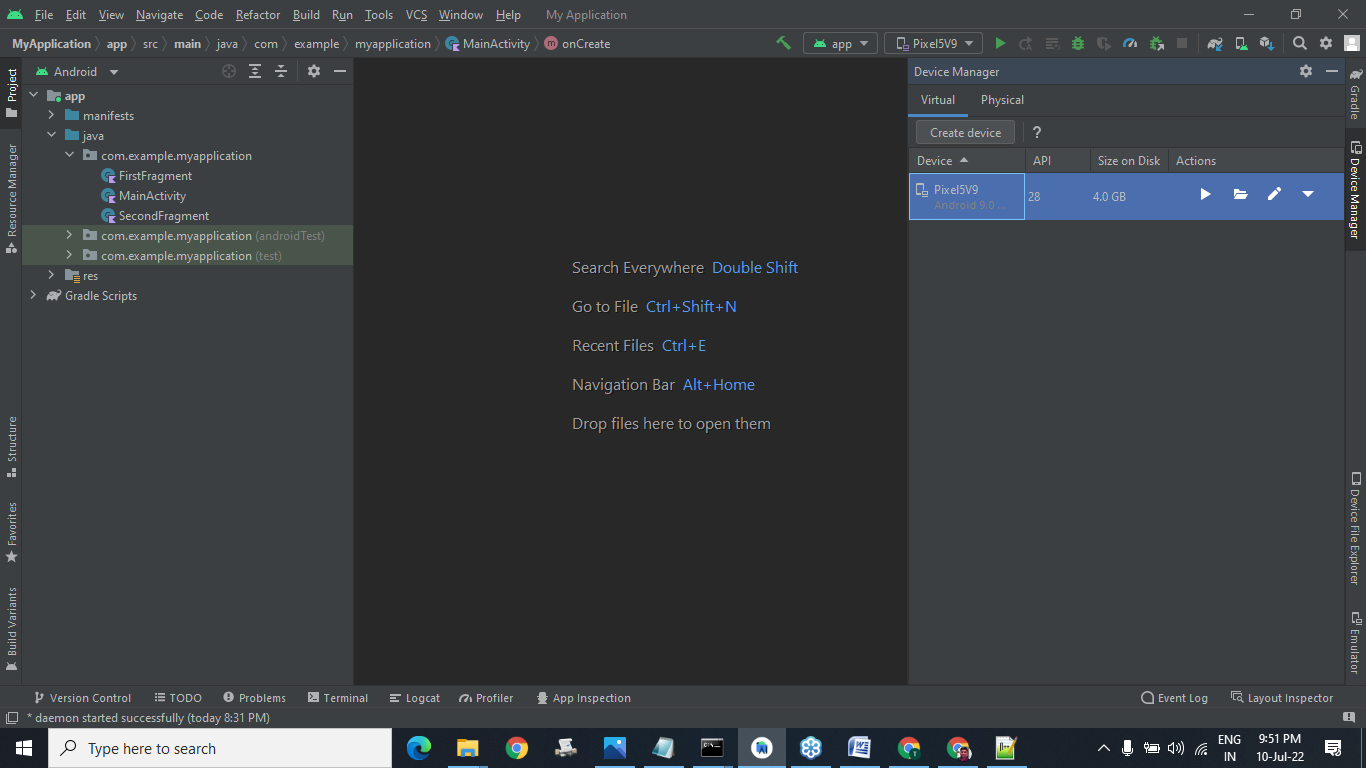 File Edit View Navigate Code Refactor Build Run Tools VCS Window Help My Application
MyApplication app src main java com example myapplication MainActivity onCreate app Pixel5V9
Project
Resource Manager
Structure
Favorites
Build Variants
Android
app
manifests
java
com.example.myapplication
FirstFragment
MainActivity
SecondFragment
com.example.myapplication (androidTest)
com.example.myapplication (test)
res
Gradle Scripts
Search Everywhere Double Shift
Go to File Ctrl+Shift+N
Recent Files Ctrl+E
Navigation Bar Alt+Home
Drop files here to open them
Device Manager
Virtual Physical
Create device ?
Device API Size on Disk Actions
Pixel5V9
Android 9.0 ...
28 4.0 GB
Gradle
Device Manager
Device File Explorer
Emulator
Version Control TODO Problems Terminal Logcat Profiler App Inspection Event Log Layout Inspector
* daemon started successfully (today 8:31 PM)
Type here to search
ENG
IN
9:51 PM
10-Jul-22